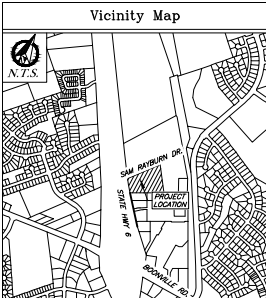 Vicinity Map
N.T.S.
SAM RAYBURN DR.
PROJECT
LOCATION
STATE HWY 6
BOONVILLE RD.